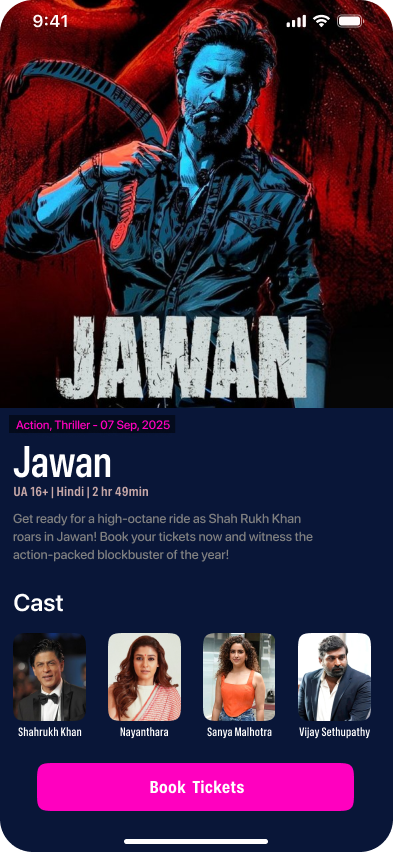 9:41
JAWAN
Action, Thriller - 07 Sep, 2025
Jawan
UA 16+ | Hindi | 2 hr 49min
Get ready for a high-octane ride as Shah Rukh Khan
roars in Jawan! Book your tickets now and witness the
action-packed blockbuster of the year!
Cast
Shahrukh Khan
Nayanthara
Sanya Malhotra
Vijay Sethupathy
Book Tickets